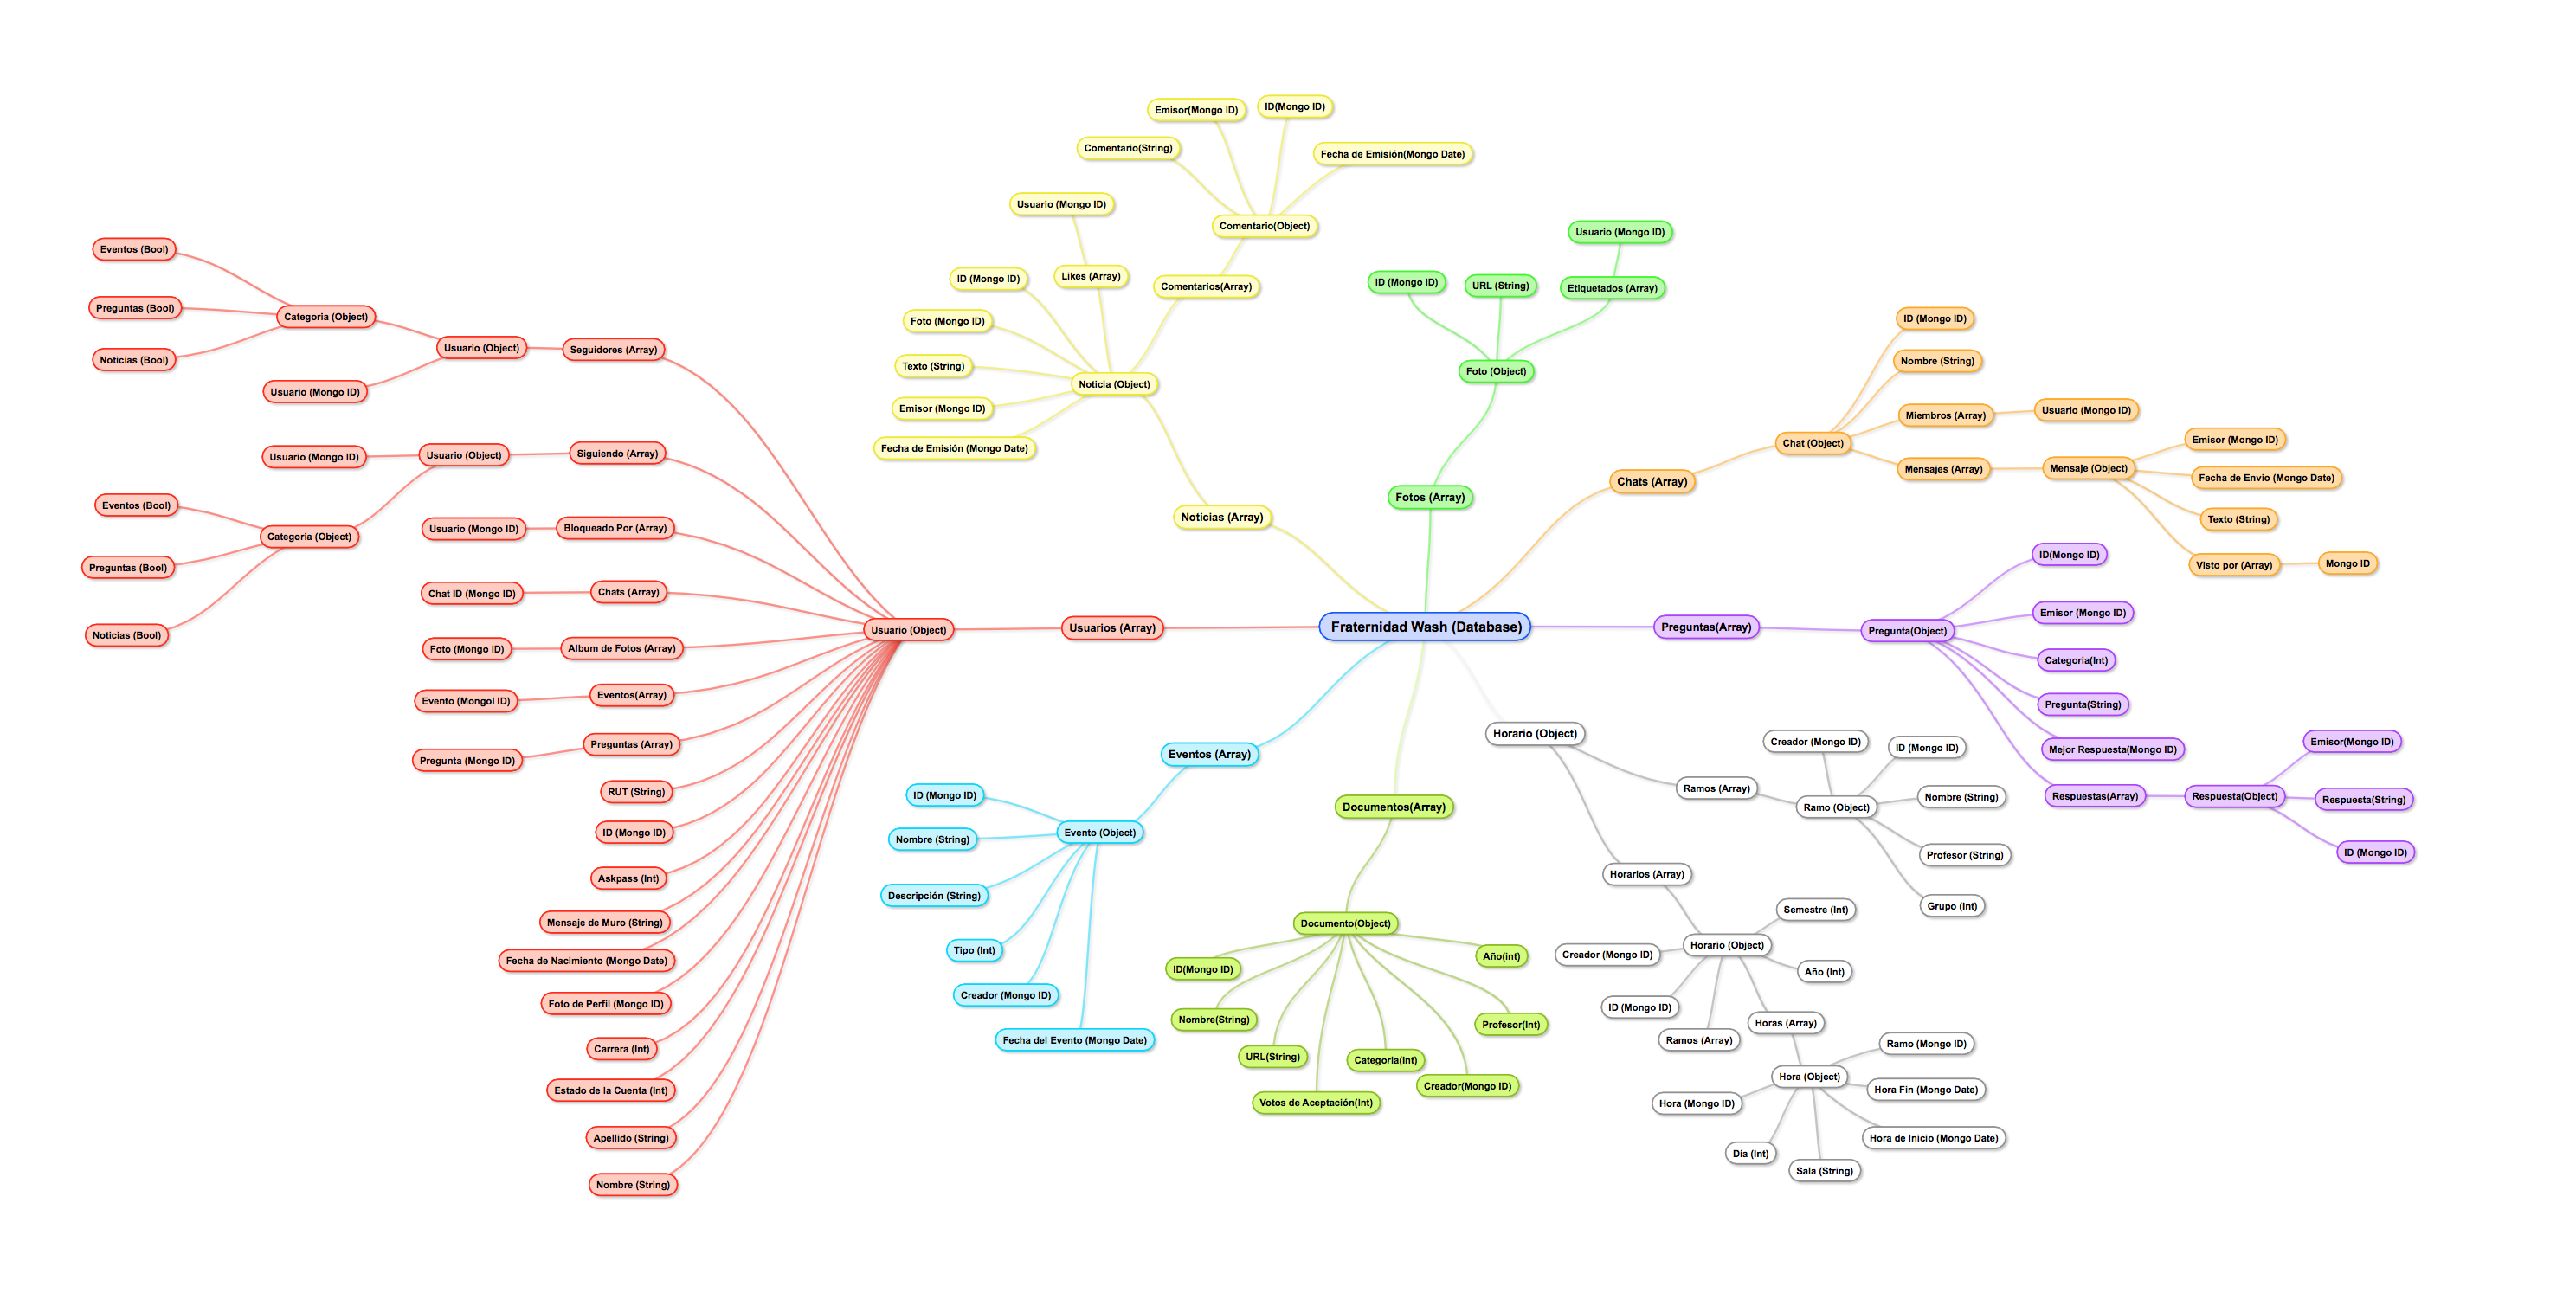 Fraternidad Wash (Database)
Noticias (Array)
Noticia (Object)
Comentarios(Array)
Comentario(Object)
Comentario(String)
Emisor(Mongo ID)
ID(Mongo ID)
Fecha de Emisión(Mongo Date)
Likes (Array)
Usuario (Mongo ID)
ID (Mongo ID)
Foto (Mongo ID)
Texto (String)
Emisor (Mongo ID)
Fecha de Emisión (Mongo Date)
Fotos (Array)
Foto (Object)
ID (Mongo ID)
URL (String)
Etiquetados (Array)
Usuario (Mongo ID)
Chats (Array)
Chat (Object)
ID (Mongo ID)
Nombre (String)
Miembros (Array)
Usuario (Mongo ID)
Mensajes (Array)
Mensaje (Object)
Emisor (Mongo ID)
Fecha de Envio (Mongo Date)
Texto (String)
Visto por (Array)
Mongo ID
Preguntas(Array)
Pregunta(Object)
ID(Mongo ID)
Emisor (Mongo ID)
Categoria(Int)
Pregunta(String)
Mejor Respuesta(Mongo ID)
Respuestas(Array)
Respuesta(Object)
Emisor(Mongo ID)
Respuesta(String)
ID (Mongo ID)
Horario (Object)
Ramos (Array)
Ramo (Object)
Creador (Mongo ID)
ID (Mongo ID)
Nombre (String)
Profesor (String)
Grupo (Int)
Horarios (Array)
Horario (Object)
Semestre (Int)
Creador (Mongo ID)
Año (Int)
ID (Mongo ID)
Ramos (Array)
Horas (Array)
Hora (Object)
Ramo (Mongo ID)
Hora Fin (Mongo Date)
Hora de Inicio (Mongo Date)
Sala (String)
Día (Int)
Hora (Mongo ID)
Documentos(Array)
Documento(Object)
ID(Mongo ID)
Nombre(String)
URL(String)
Votos de Aceptación(Int)
Categoria(Int)
Creador(Mongo ID)
Profesor(Int)
Año(int)
Eventos (Array)
Evento (Object)
ID (Mongo ID)
Nombre (String)
Descripción (String)
Tipo (Int)
Creador (Mongo ID)
Fecha del Evento (Mongo Date)
Usuarios (Array)
Usuario (Object)
Seguidores (Array)
Usuario (Object)
Categoria (Object)
Eventos (Bool)
Preguntas (Bool)
Noticias (Bool)
Usuario (Mongo ID)
Siguiendo (Array)
Usuario (Object)
Usuario (Mongo ID)
Categoria (Object)
Eventos (Bool)
Preguntas (Bool)
Noticias (Bool)
Bloqueado Por (Array)
Usuario (Mongo ID)
Chats (Array)
Chat ID (Mongo ID)
Album de Fotos (Array)
Foto (Mongo ID)
Eventos(Array)
Evento (Mongol ID)
Preguntas (Array)
Pregunta (Mongo ID)
RUT (String)
ID (Mongo ID)
Askpass (Int)
Mensaje de Muro (String)
Fecha de Nacimiento (Mongo Date)
Foto de Perfil (Mongo ID)
Carrera (Int)
Estado de la Cuenta (Int)
Apellido (String)
Nombre (String)